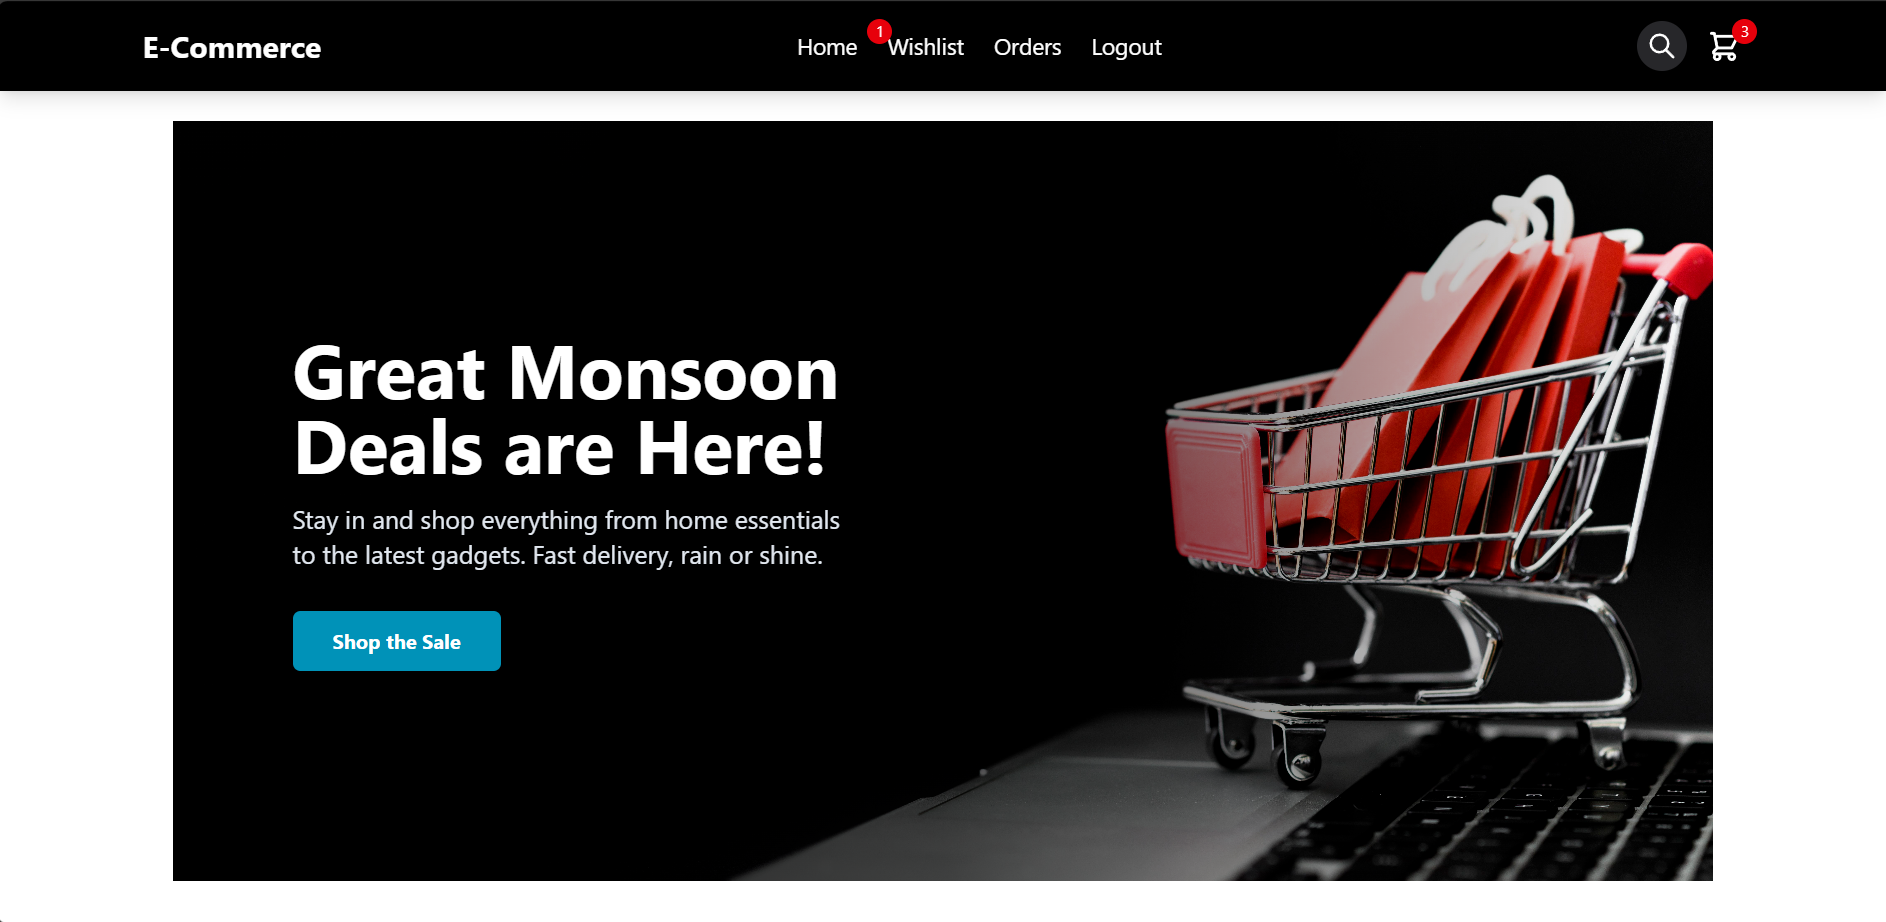 E-Commerce
Home
1
Wishlist
Orders
Logout
3
Great Monsoon
Deals are Here!
Stay in and shop everything from home essentials
to the latest gadgets. Fast delivery, rain or shine.
Shop the Sale